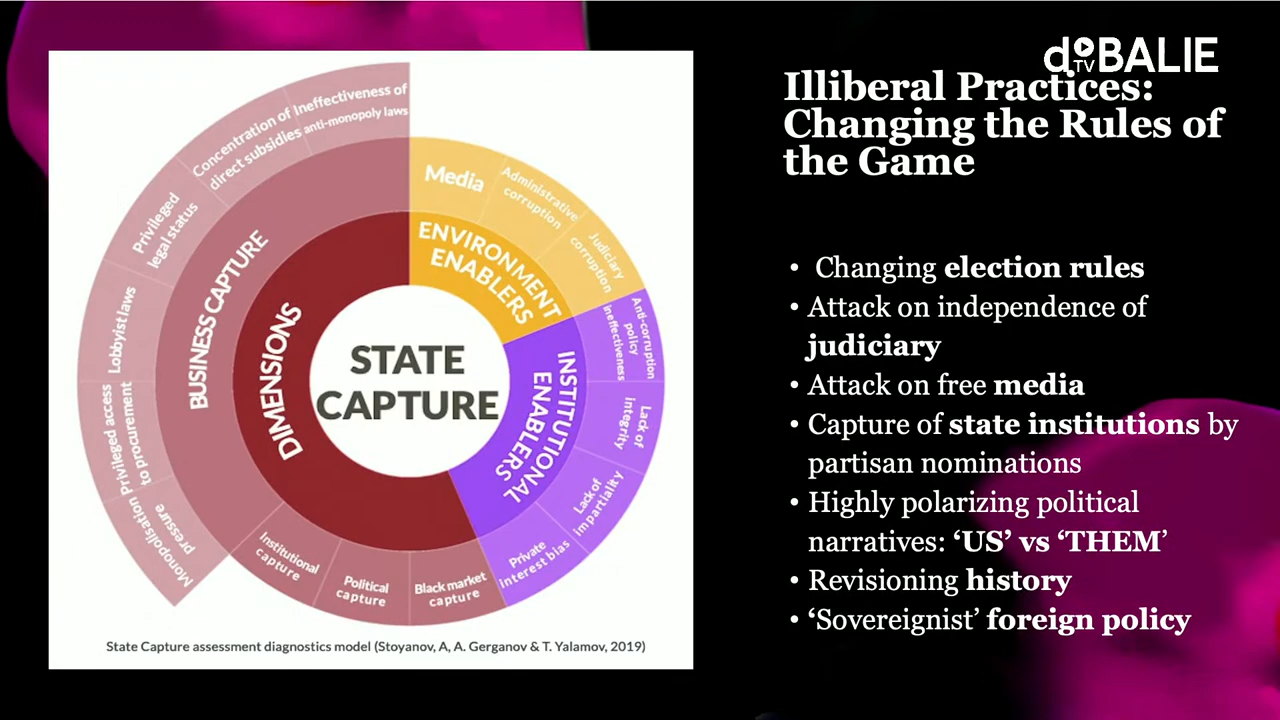 dTVBALIE
Illiberal Practices:
Changing the Rules of
the Game
• Changing election rules
• Attack on independence of
judiciary
• Attack on free media
• Capture of state institutions by
partisan nominations
• Highly polarizing political
narratives: ‘US’ vs ‘THEM’
• Revisioning history
• ‘Sovereignist’ foreign policy
STATE
CAPTURE
DIMENSIONS
BUSINESS CAPTURE
Ineffectiveness of
anti-monopoly laws
Concentration of
direct subsidies
Privileged
legal status
Lobbyist laws
Privileged access
to procurement
Monopolisation
pressure
Institutional
capture
Political
capture
Black market
capture
ENVIRONMENT
ENABLERS
Media
Administrative
corruption
Judiciary
corruption
INSTITUTIONAL
ENABLERS
Anti-corruption
policy
ineffectiveness
Lack of
integrity
Lack of
impartiality
Private
interest bias
State Capture assessment diagnostics model (Stoyanov, A, A. Gerganov & T. Yalamov, 2019)